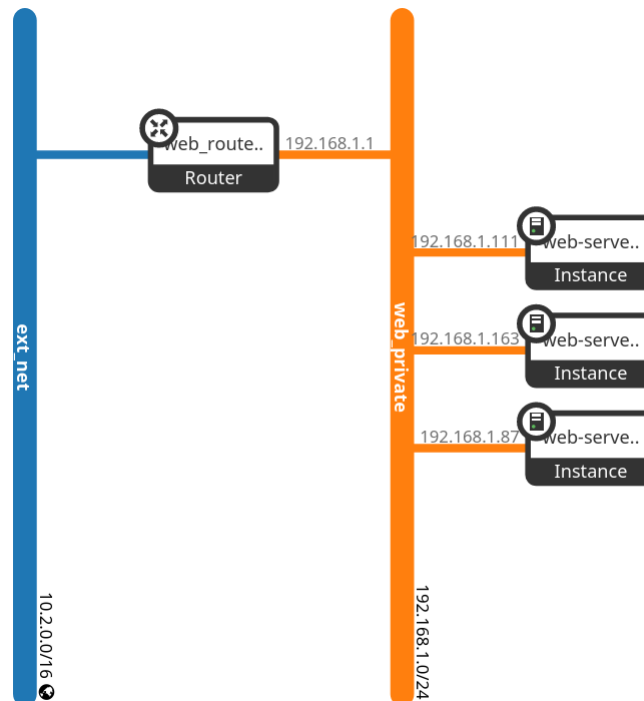 web_route..
Router
192.168.1.1
192.168.1.111
web-serve..
Instance
192.168.1.163
web-serve..
Instance
192.168.1.87
web-serve..
Instance
ext_net
web_private
10.2.0.0/16
192.168.1.0/24